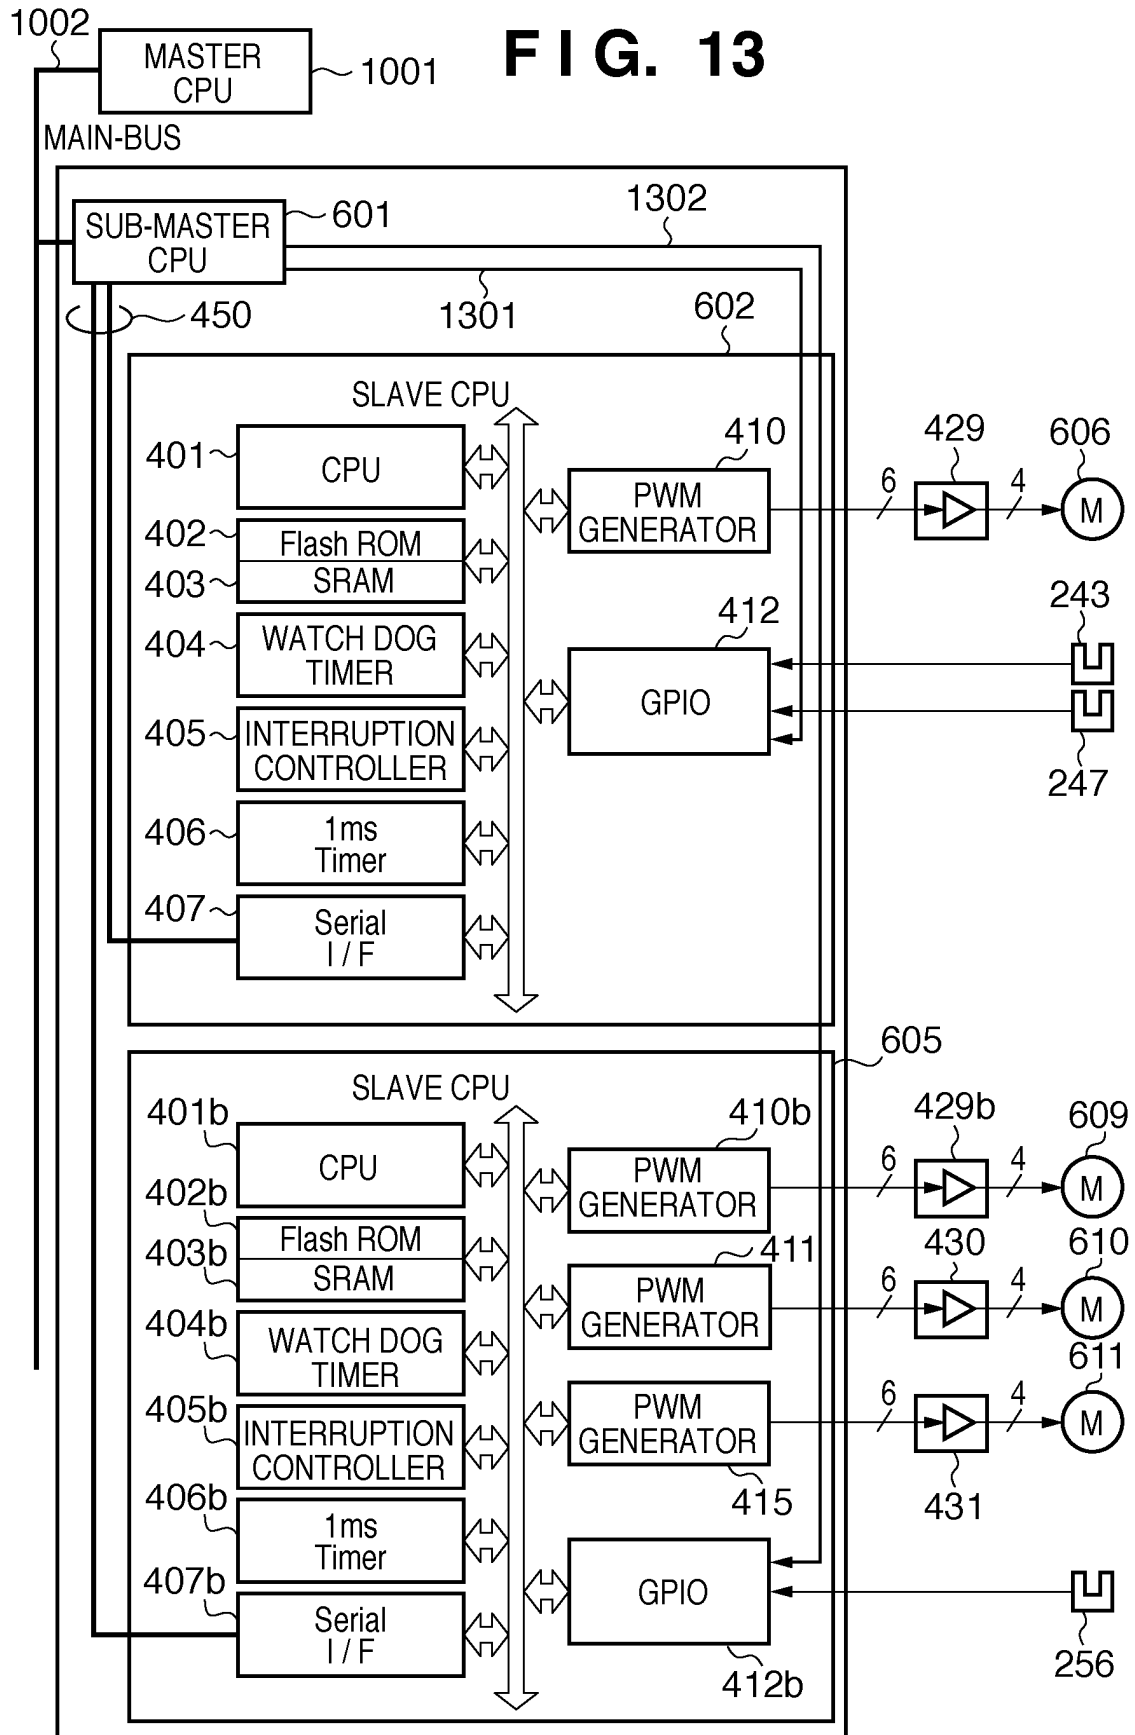 FIG. 13
1002
MASTER
CPU
1001
MAIN-BUS
SUB-MASTER
CPU
601
1302
1301
450
602
SLAVE CPU
401
CPU
402
Flash ROM
403
SRAM
404
WATCH DOG
TIMER
405
INTERRUPTION
CONTROLLER
406
1ms
Timer
407
Serial
I / F
410
PWM
GENERATOR
6
429
4
606
M
412
GPIO
243
247
605
SLAVE CPU
401b
CPU
402b
Flash ROM
403b
SRAM
404b
WATCH DOG
TIMER
405b
INTERRUPTION
CONTROLLER
406b
1ms
Timer
407b
Serial
I / F
410b
PWM
GENERATOR
6
429b
4
609
M
411
PWM
GENERATOR
6
430
4
610
M
PWM
GENERATOR
415
6
431
4
611
M
GPIO
412b
256